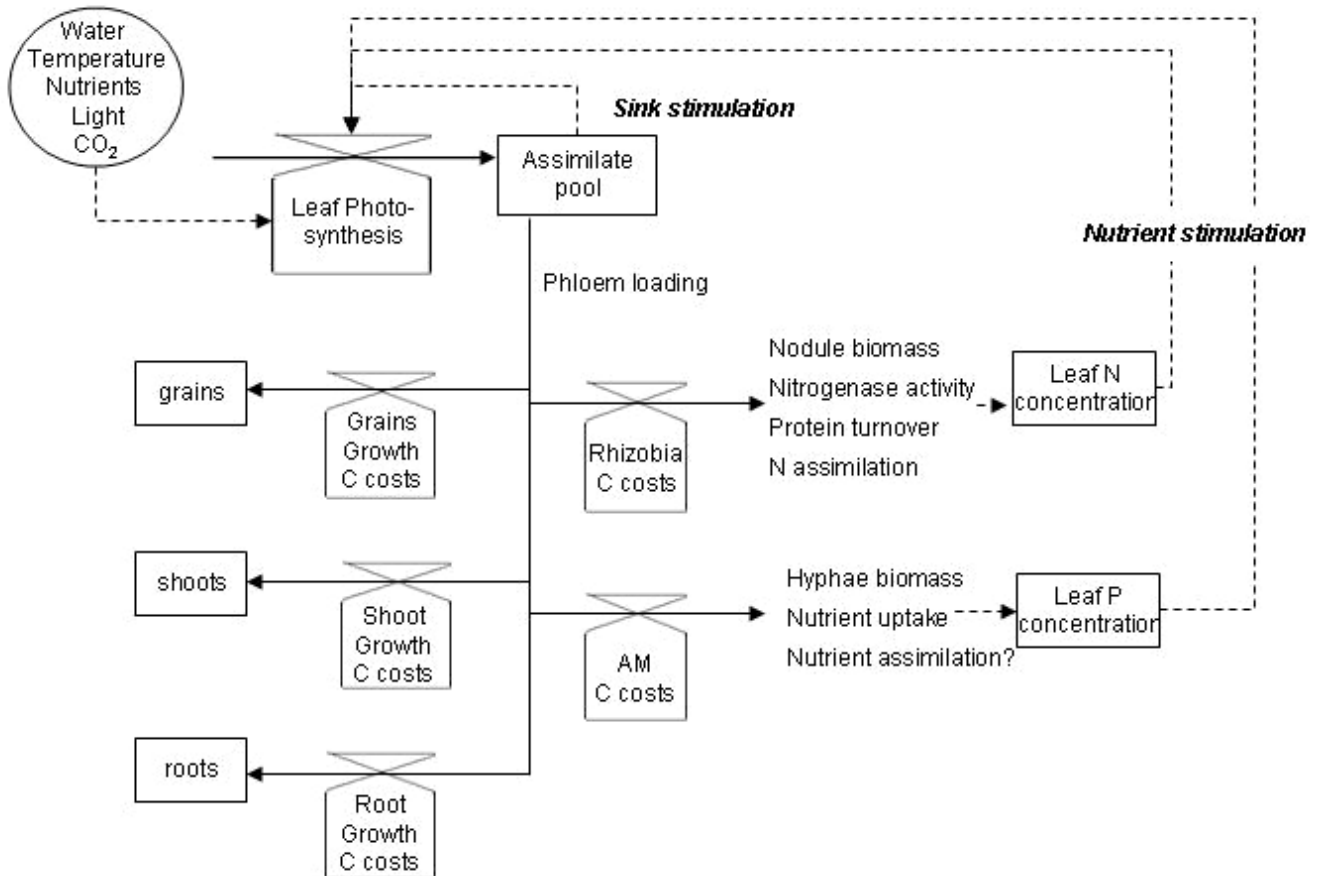 Water
Temperature
Nutrients
Light
CO₂
Sink stimulation
Assimilate
pool
Leaf Photo-
synthesis
Nutrient stimulation
Phloem loading
grains
Grains
Growth
C costs
Rhizobia
C costs
Nodule biomass
Nitrogenase activity
Protein turnover
N assimilation
Leaf N
concentration
shoots
Shoot
Growth
C costs
AM
C costs
Hyphae biomass
Nutrient uptake
Nutrient assimilation?
Leaf P
concentration
roots
Root
Growth
C costs